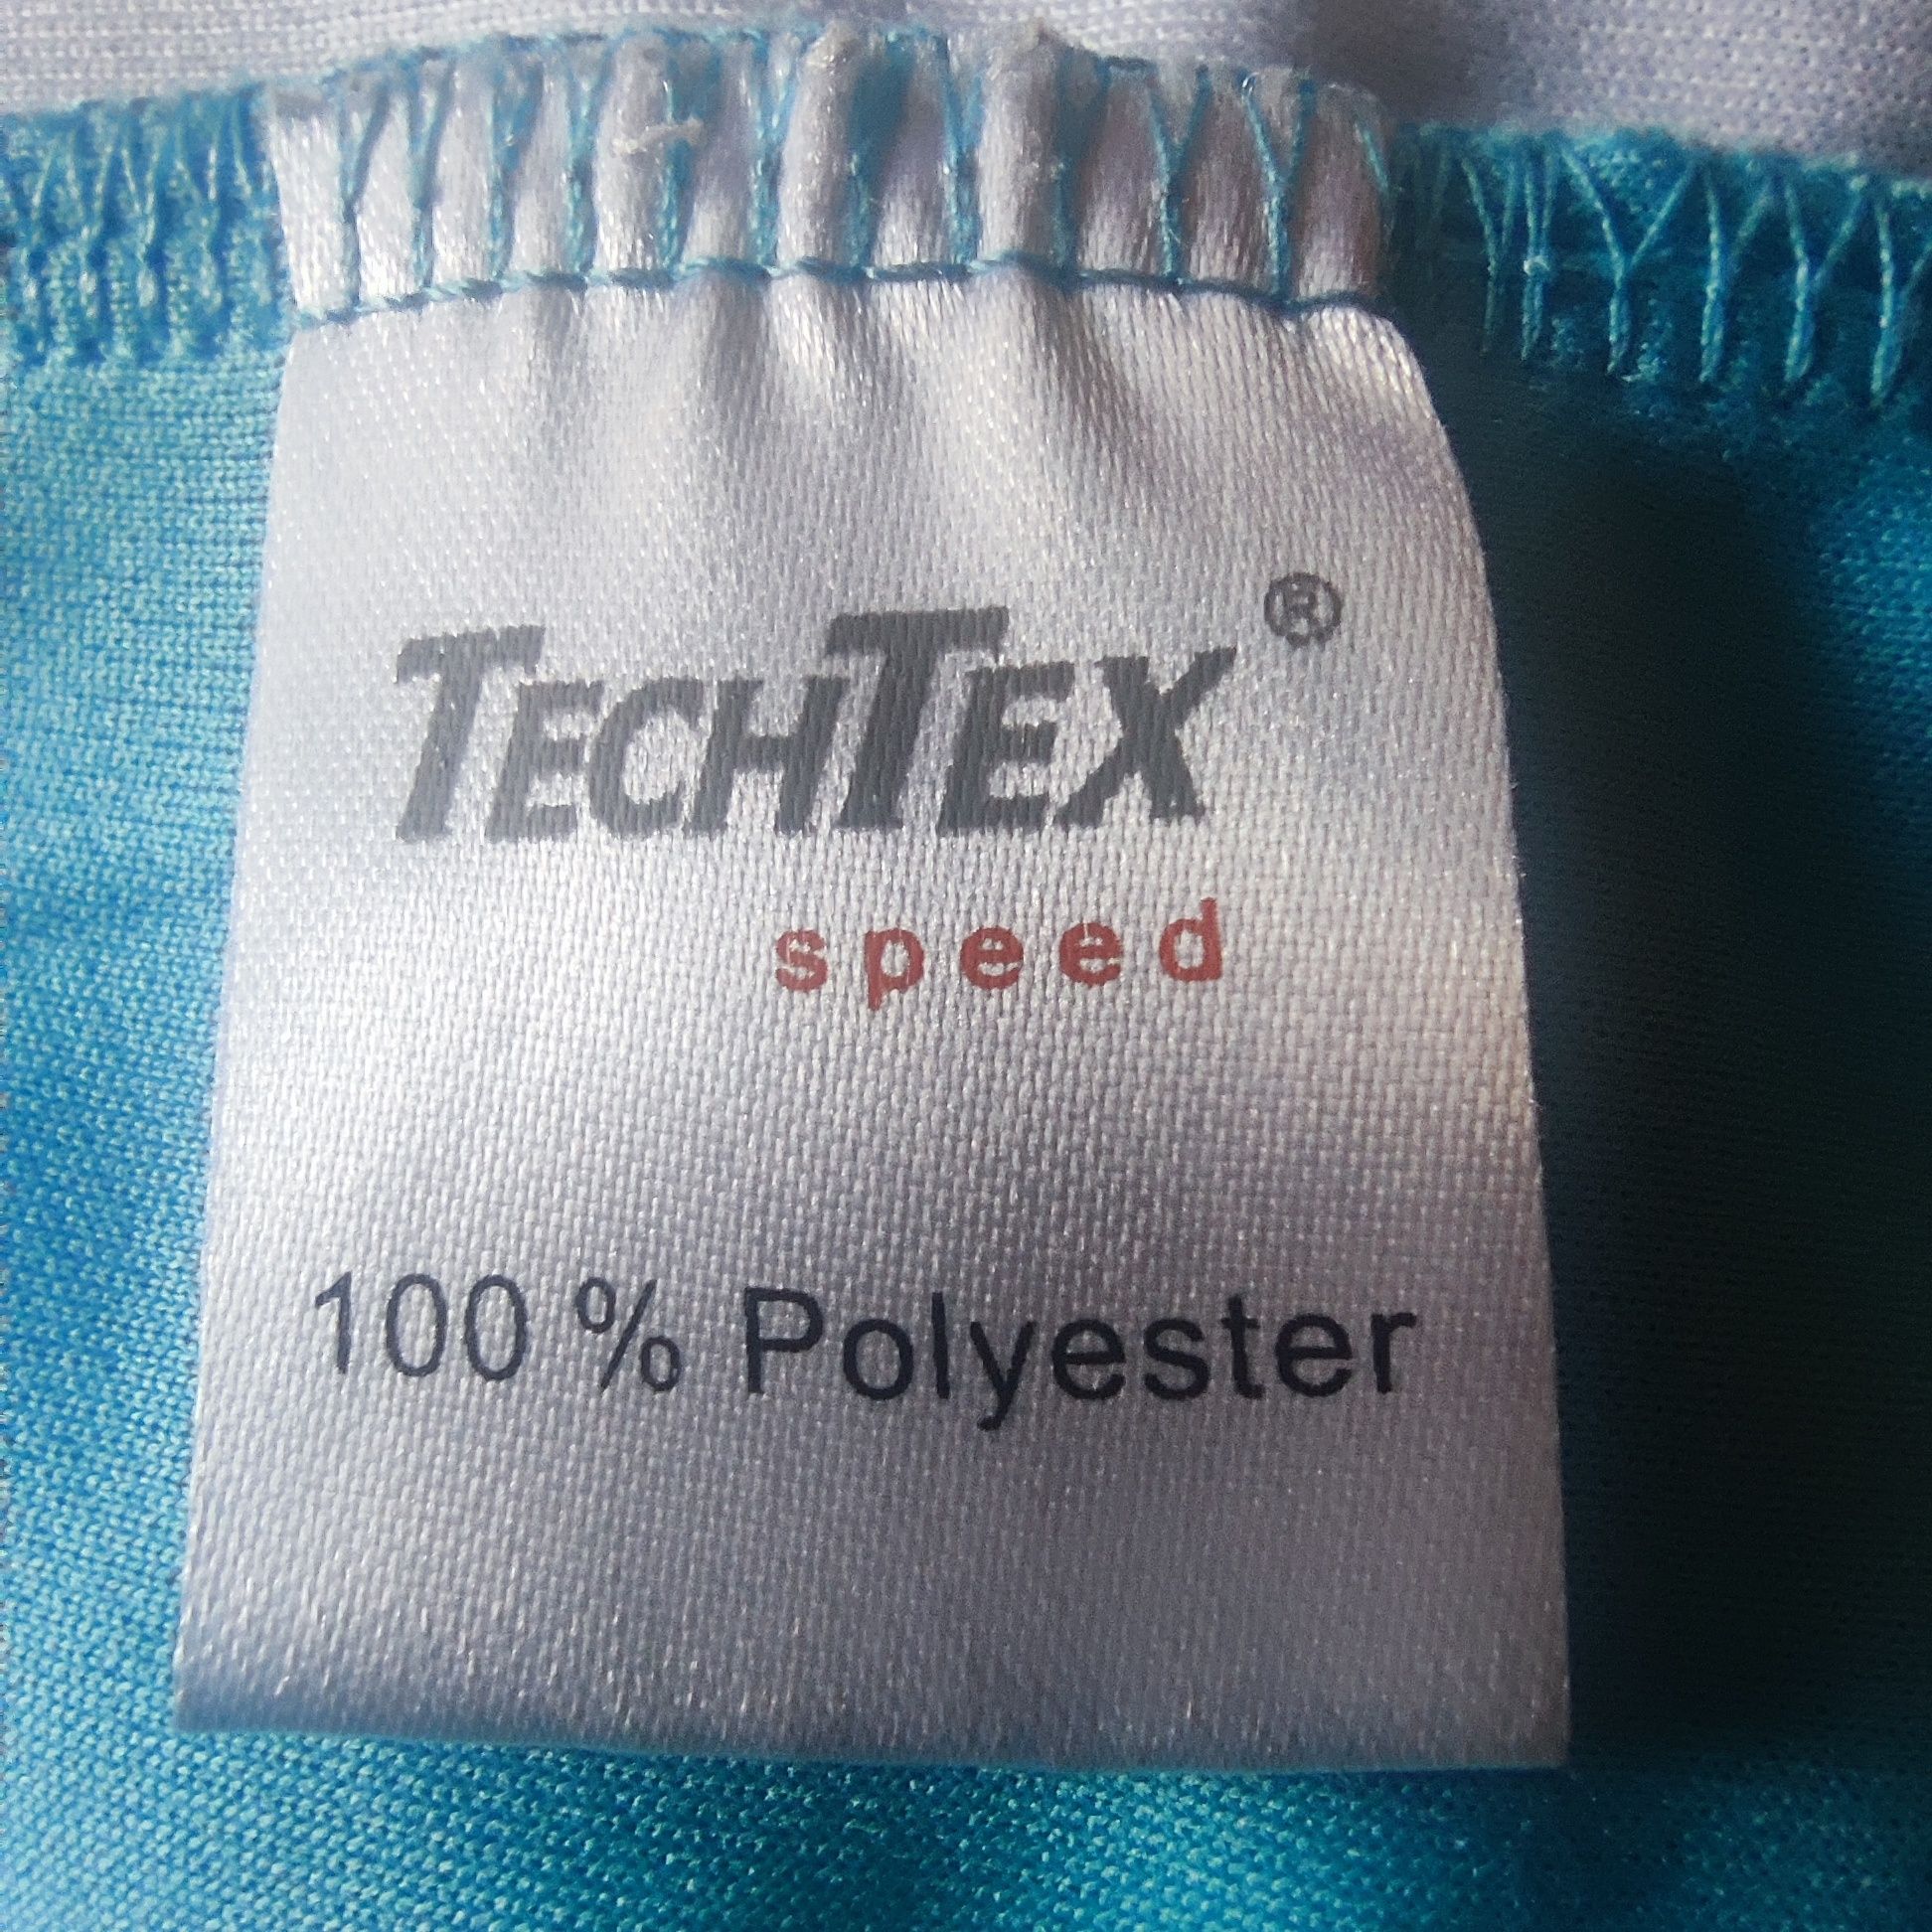 TECHTEX ®
speed
100 % Polyester